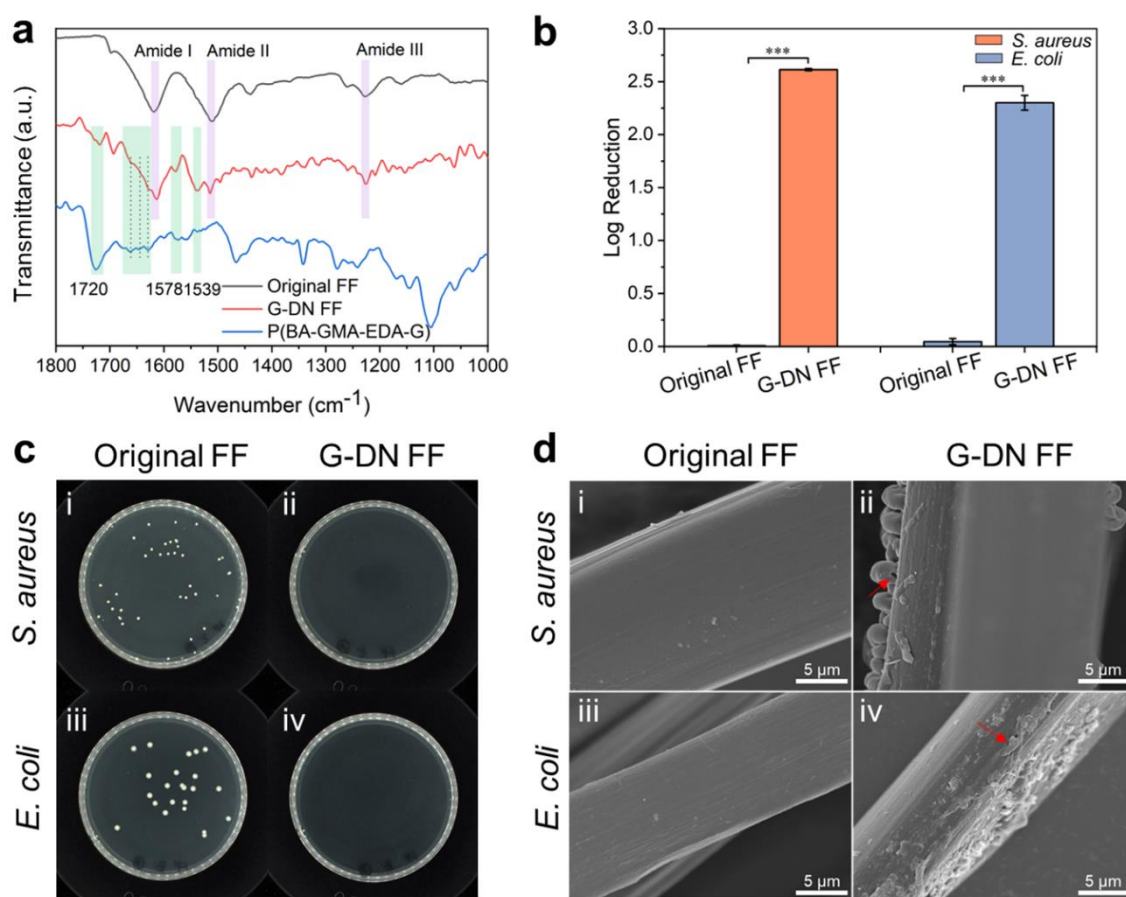 a
Amide I
Amide II
Amide III
Transmittance (a.u.)
1720
1578
1539
Original FF
G-DN FF
P(BA-GMA-EDA-G)
1800 1700 1600 1500 1400 1300 1200 1100 1000
Wavenumber (cm⁻¹)
b
3.0
2.5
2.0
1.5
1.0
0.5
0.0
Log Reduction
***
***
S. aureus
E. coli
Original FF
G-DN FF
Original FF
G-DN FF
c
Original FF
G-DN FF
S. aureus
E. coli
i
ii
iii
iv
d
Original FF
G-DN FF
S. aureus
E. coli
i
5 µm
ii
5 µm
iii
5 µm
iv
5 µm